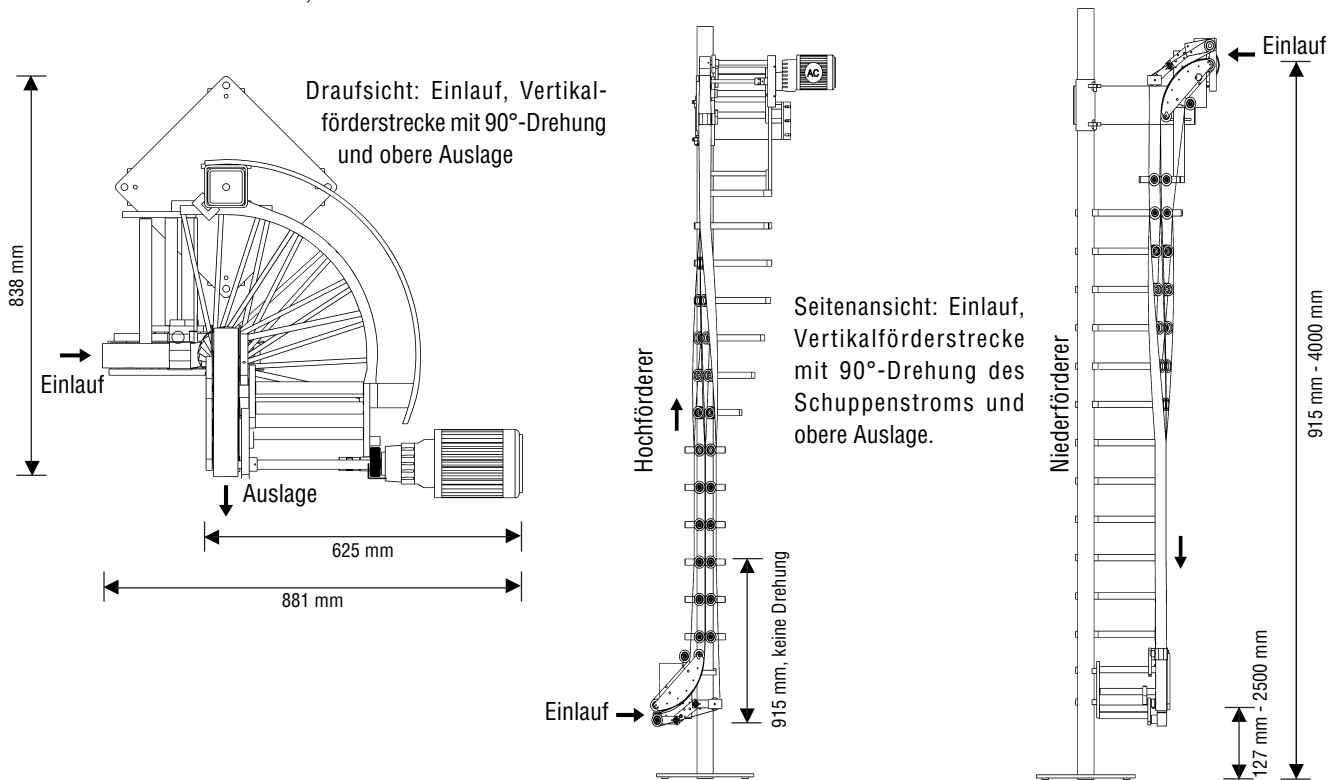 Draufsicht: Einlauf, Vertikal-
förderstrecke mit 90°-Drehung
und obere Auslage
838 mm
Einlauf
Auslage
625 mm
881 mm
AC
Hochförderer
915 mm, keine Drehung
Einlauf
Seitenansicht: Einlauf,
Vertikalförderstrecke
mit 90°-Drehung des
Schuppenstroms und
obere Auslage.
Einlauf
Niederförderer
915 mm - 4000 mm
127 mm - 2500 mm